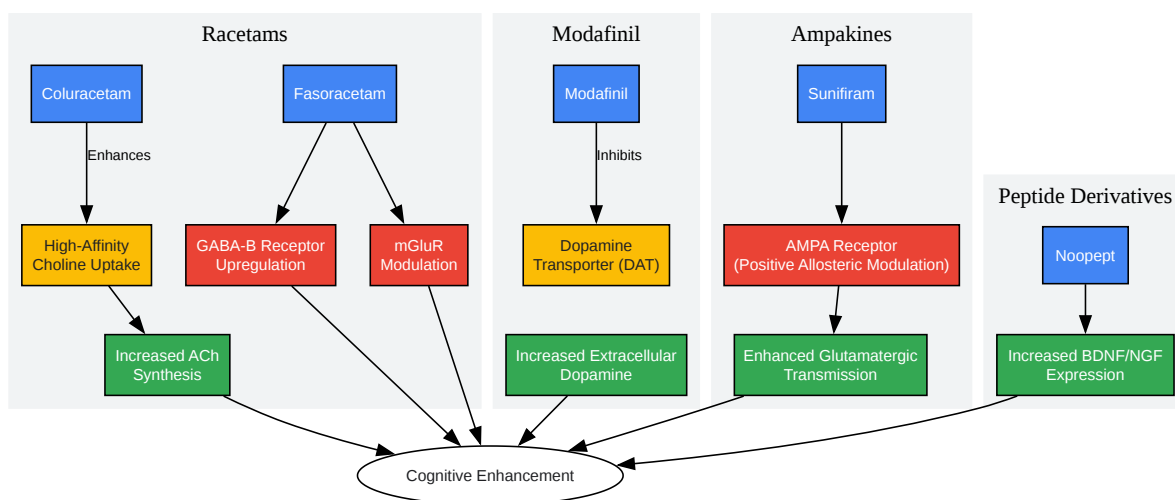 Racetams
Modafinil
Ampakines
Coluracetam
Fasoracetam
Modafinil
Sunifiram
Enhances
Inhibits
Peptide Derivatives
High-Affinity
Choline Uptake
GABA-B Receptor
Upregulation
mGluR
Modulation
Dopamine
Transporter (DAT)
AMPA Receptor
(Positive Allosteric Modulation)
Noopept
Increased ACh
Synthesis
Increased Extracellular
Dopamine
Enhanced Glutamatergic
Transmission
Increased BDNF/NGF
Expression
Cognitive Enhancement